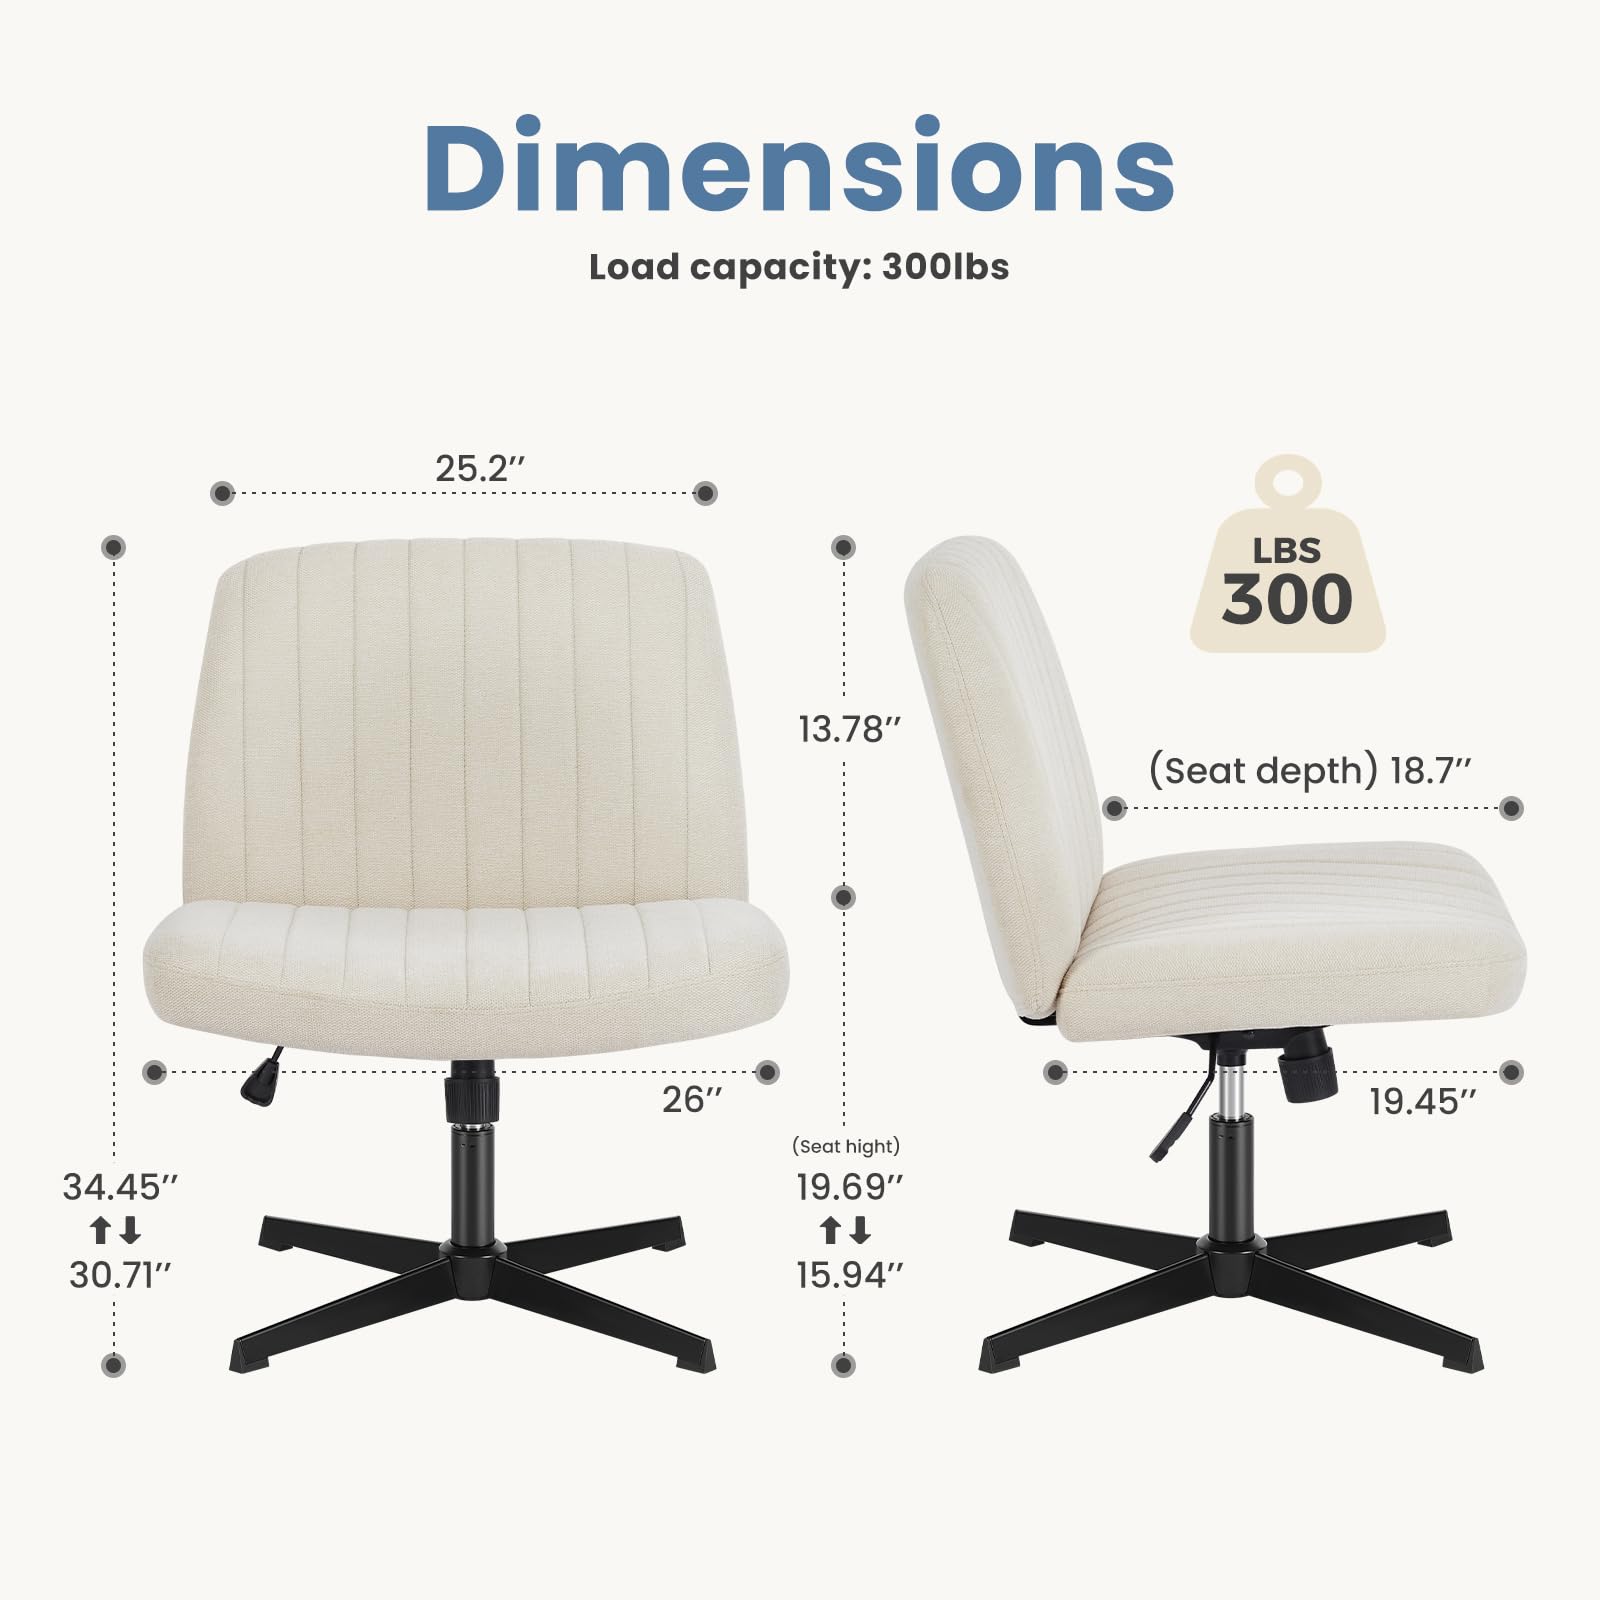 Dimensions
Load capacity: 300lbs
25.2’’
LBS
300
13.78’’
(Seat depth) 18.7’’
26’’
19.45’’
(Seat hight)
34.45’’
19.69’’
30.71’’
15.94’’